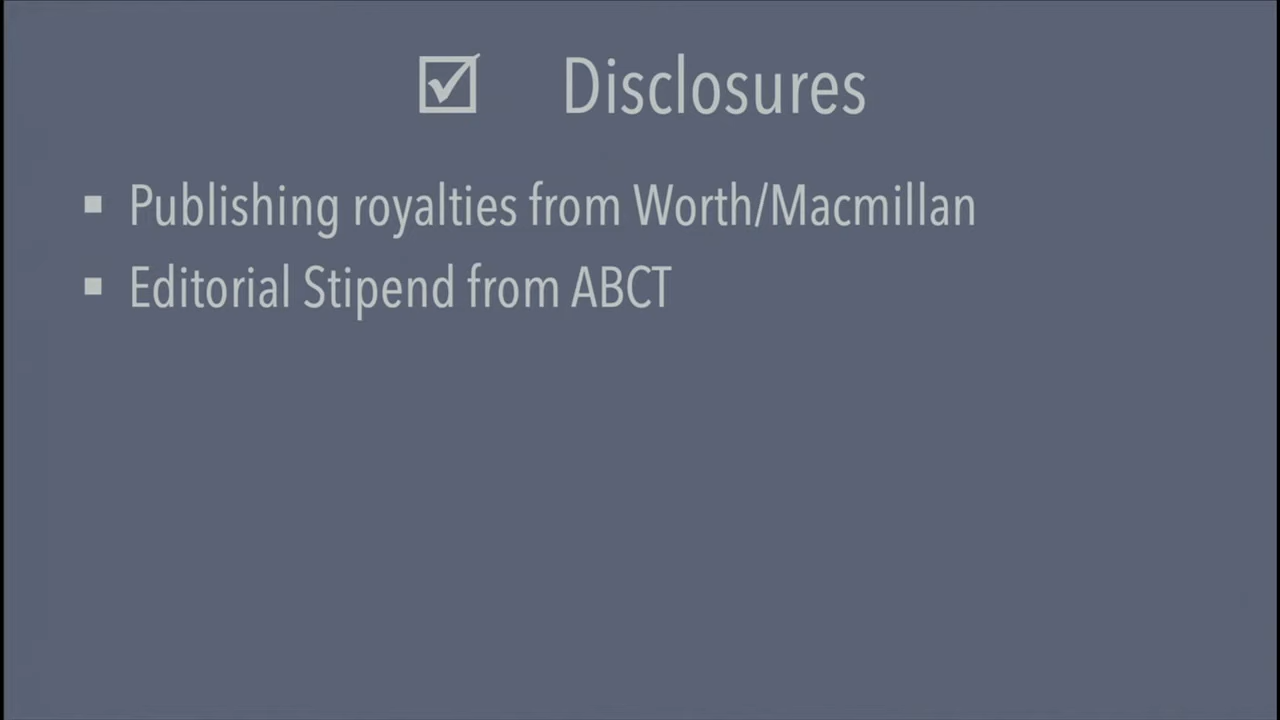 ☑ Disclosures
▪ Publishing royalties from Worth/Macmillan
▪ Editorial Stipend from ABCT